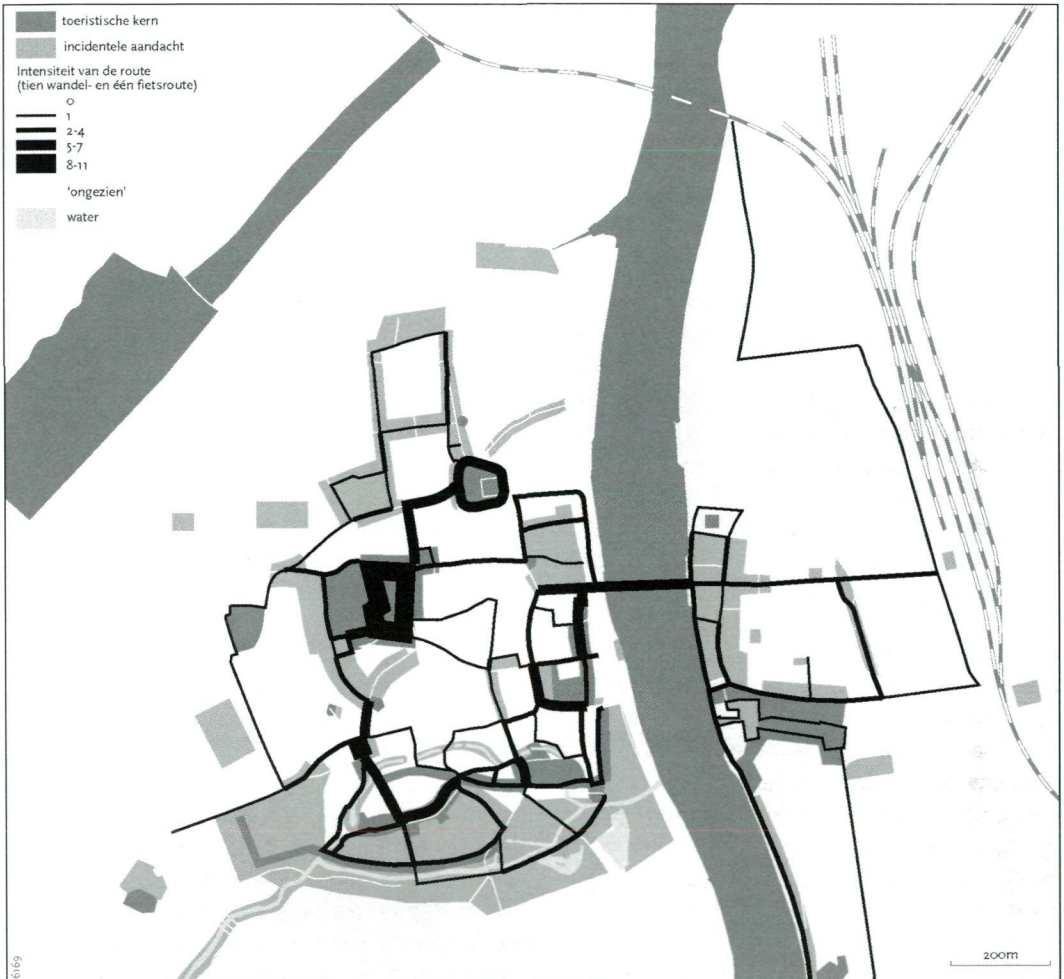 toeristische kern
incidentele aandacht
Intensiteit van de route
(tien wandel- en één fietsroute)
0
1
2-4
5-7
8-11
'ongezien'
water
200m
6169